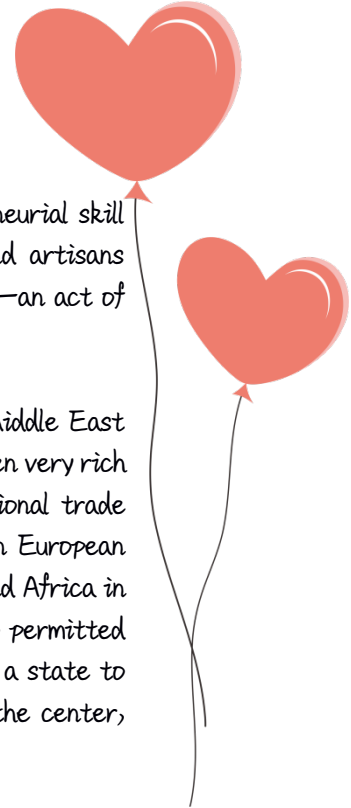 neurial skill
d artisans
—an act of
iddle East
en very rich
ional trade
n European
d Africa in
permitted
a state to
the center,